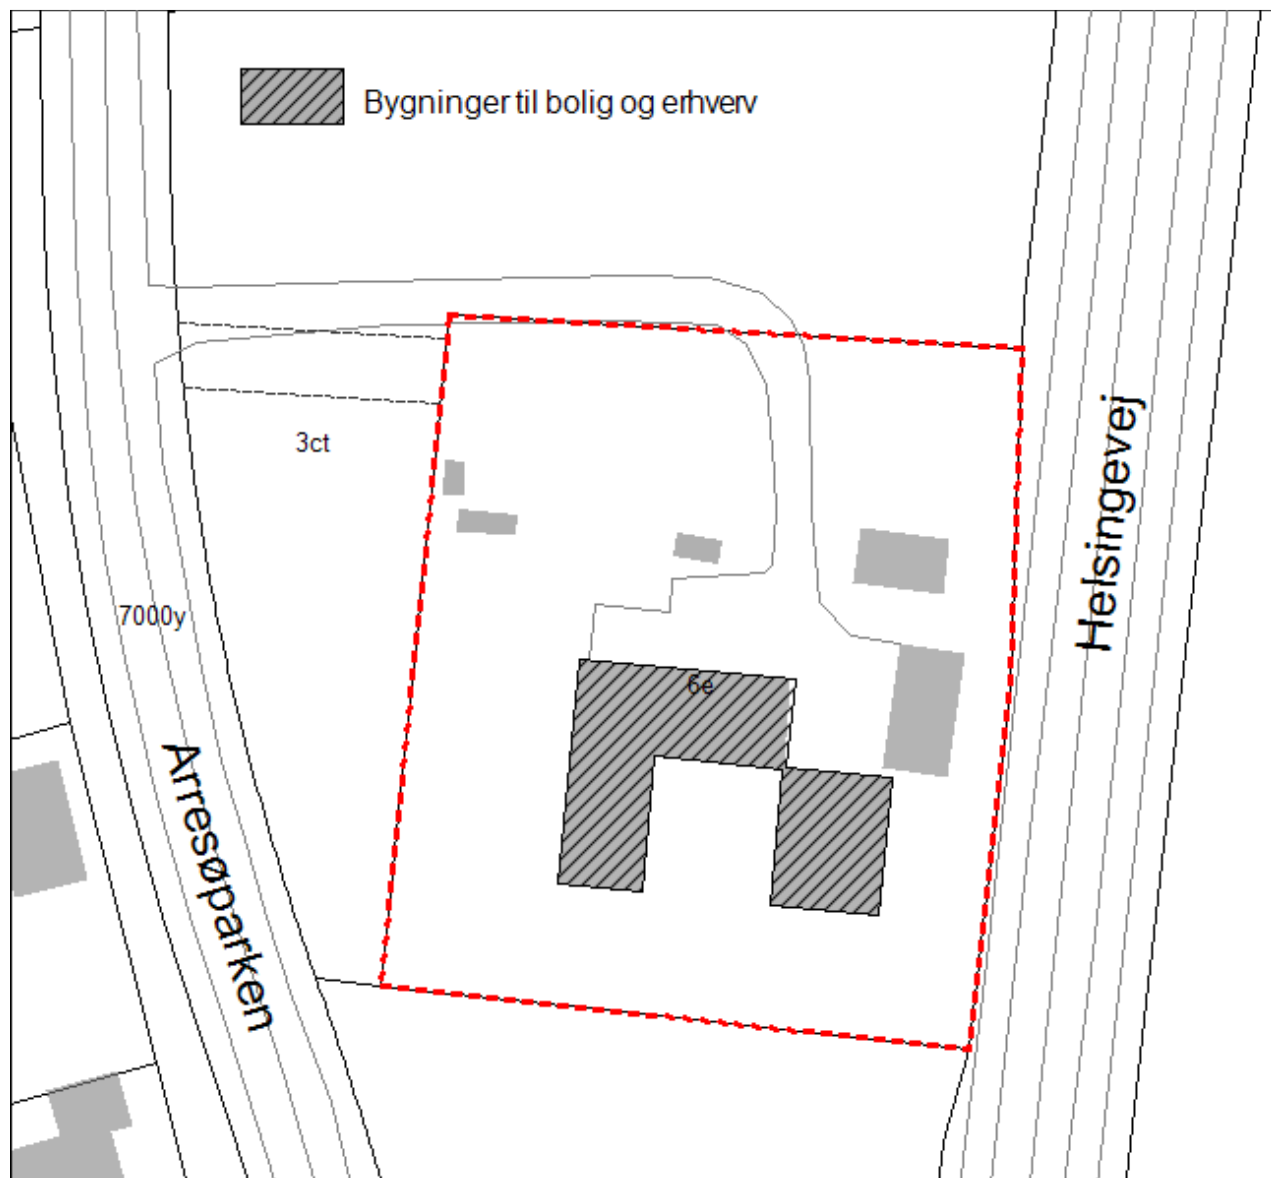 Bygninger til bolig og erhverv
3ct
Helsingevej
7000y
6e
Arresøparken